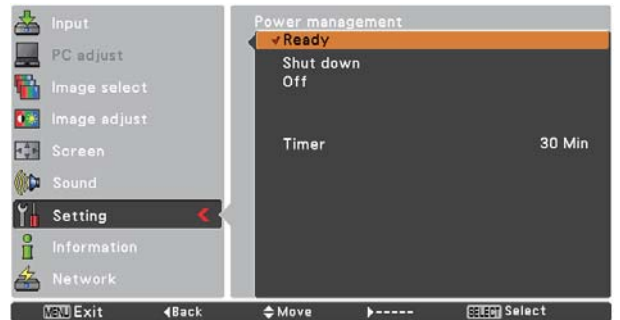 Input
PC adjust
Image select
Image adjust
Screen
Sound
Setting
Information
Network
Power management
✓Ready
Shut down
Off
Timer 30 Min
MENU Exit ◀Back ◆Move ▶----- SELECT Select